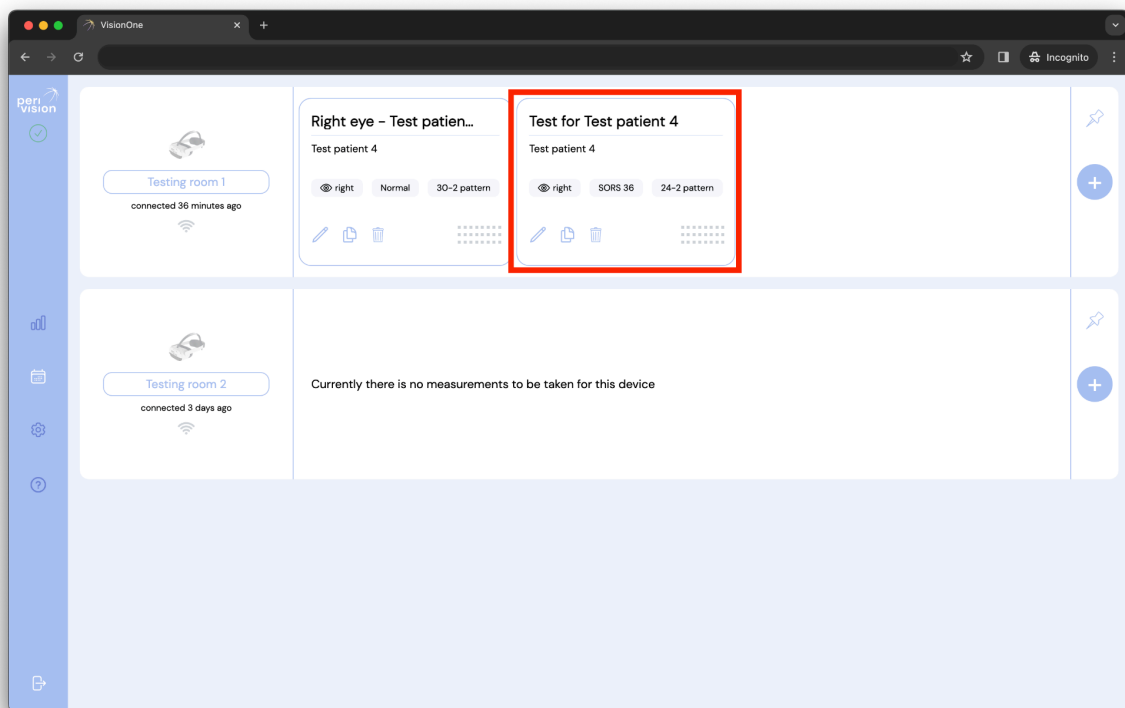 VisionOne
Incognito
peri
vision
Testing room 1
connected 36 minutes ago
Right eye – Test patien...
Test patient 4
right
Normal
30-2 pattern
Test for Test patient 4
Test patient 4
right
SORS 36
24-2 pattern
Testing room 2
connected 3 days ago
Currently there is no measurements to be taken for this device